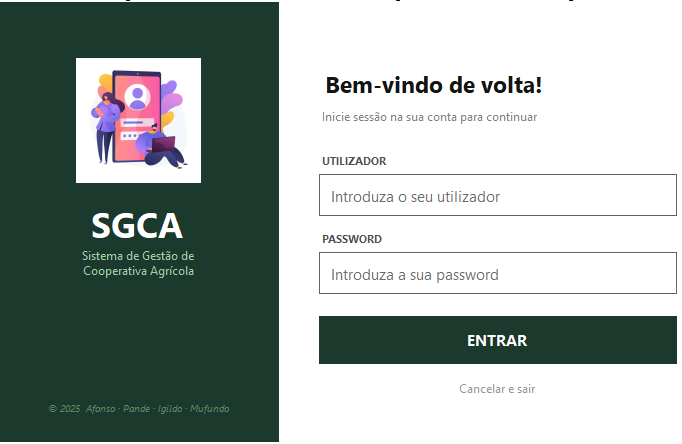 SGCA
Sistema de Gestão de
Cooperativa Agrícola
© 2025 Afonso · Pande · Igildo · Mufundo
Bem-vindo de volta!
Inicie sessão na sua conta para continuar
UTILIZADOR
Introduza o seu utilizador
PASSWORD
Introduza a sua password
ENTRAR
Cancelar e sair